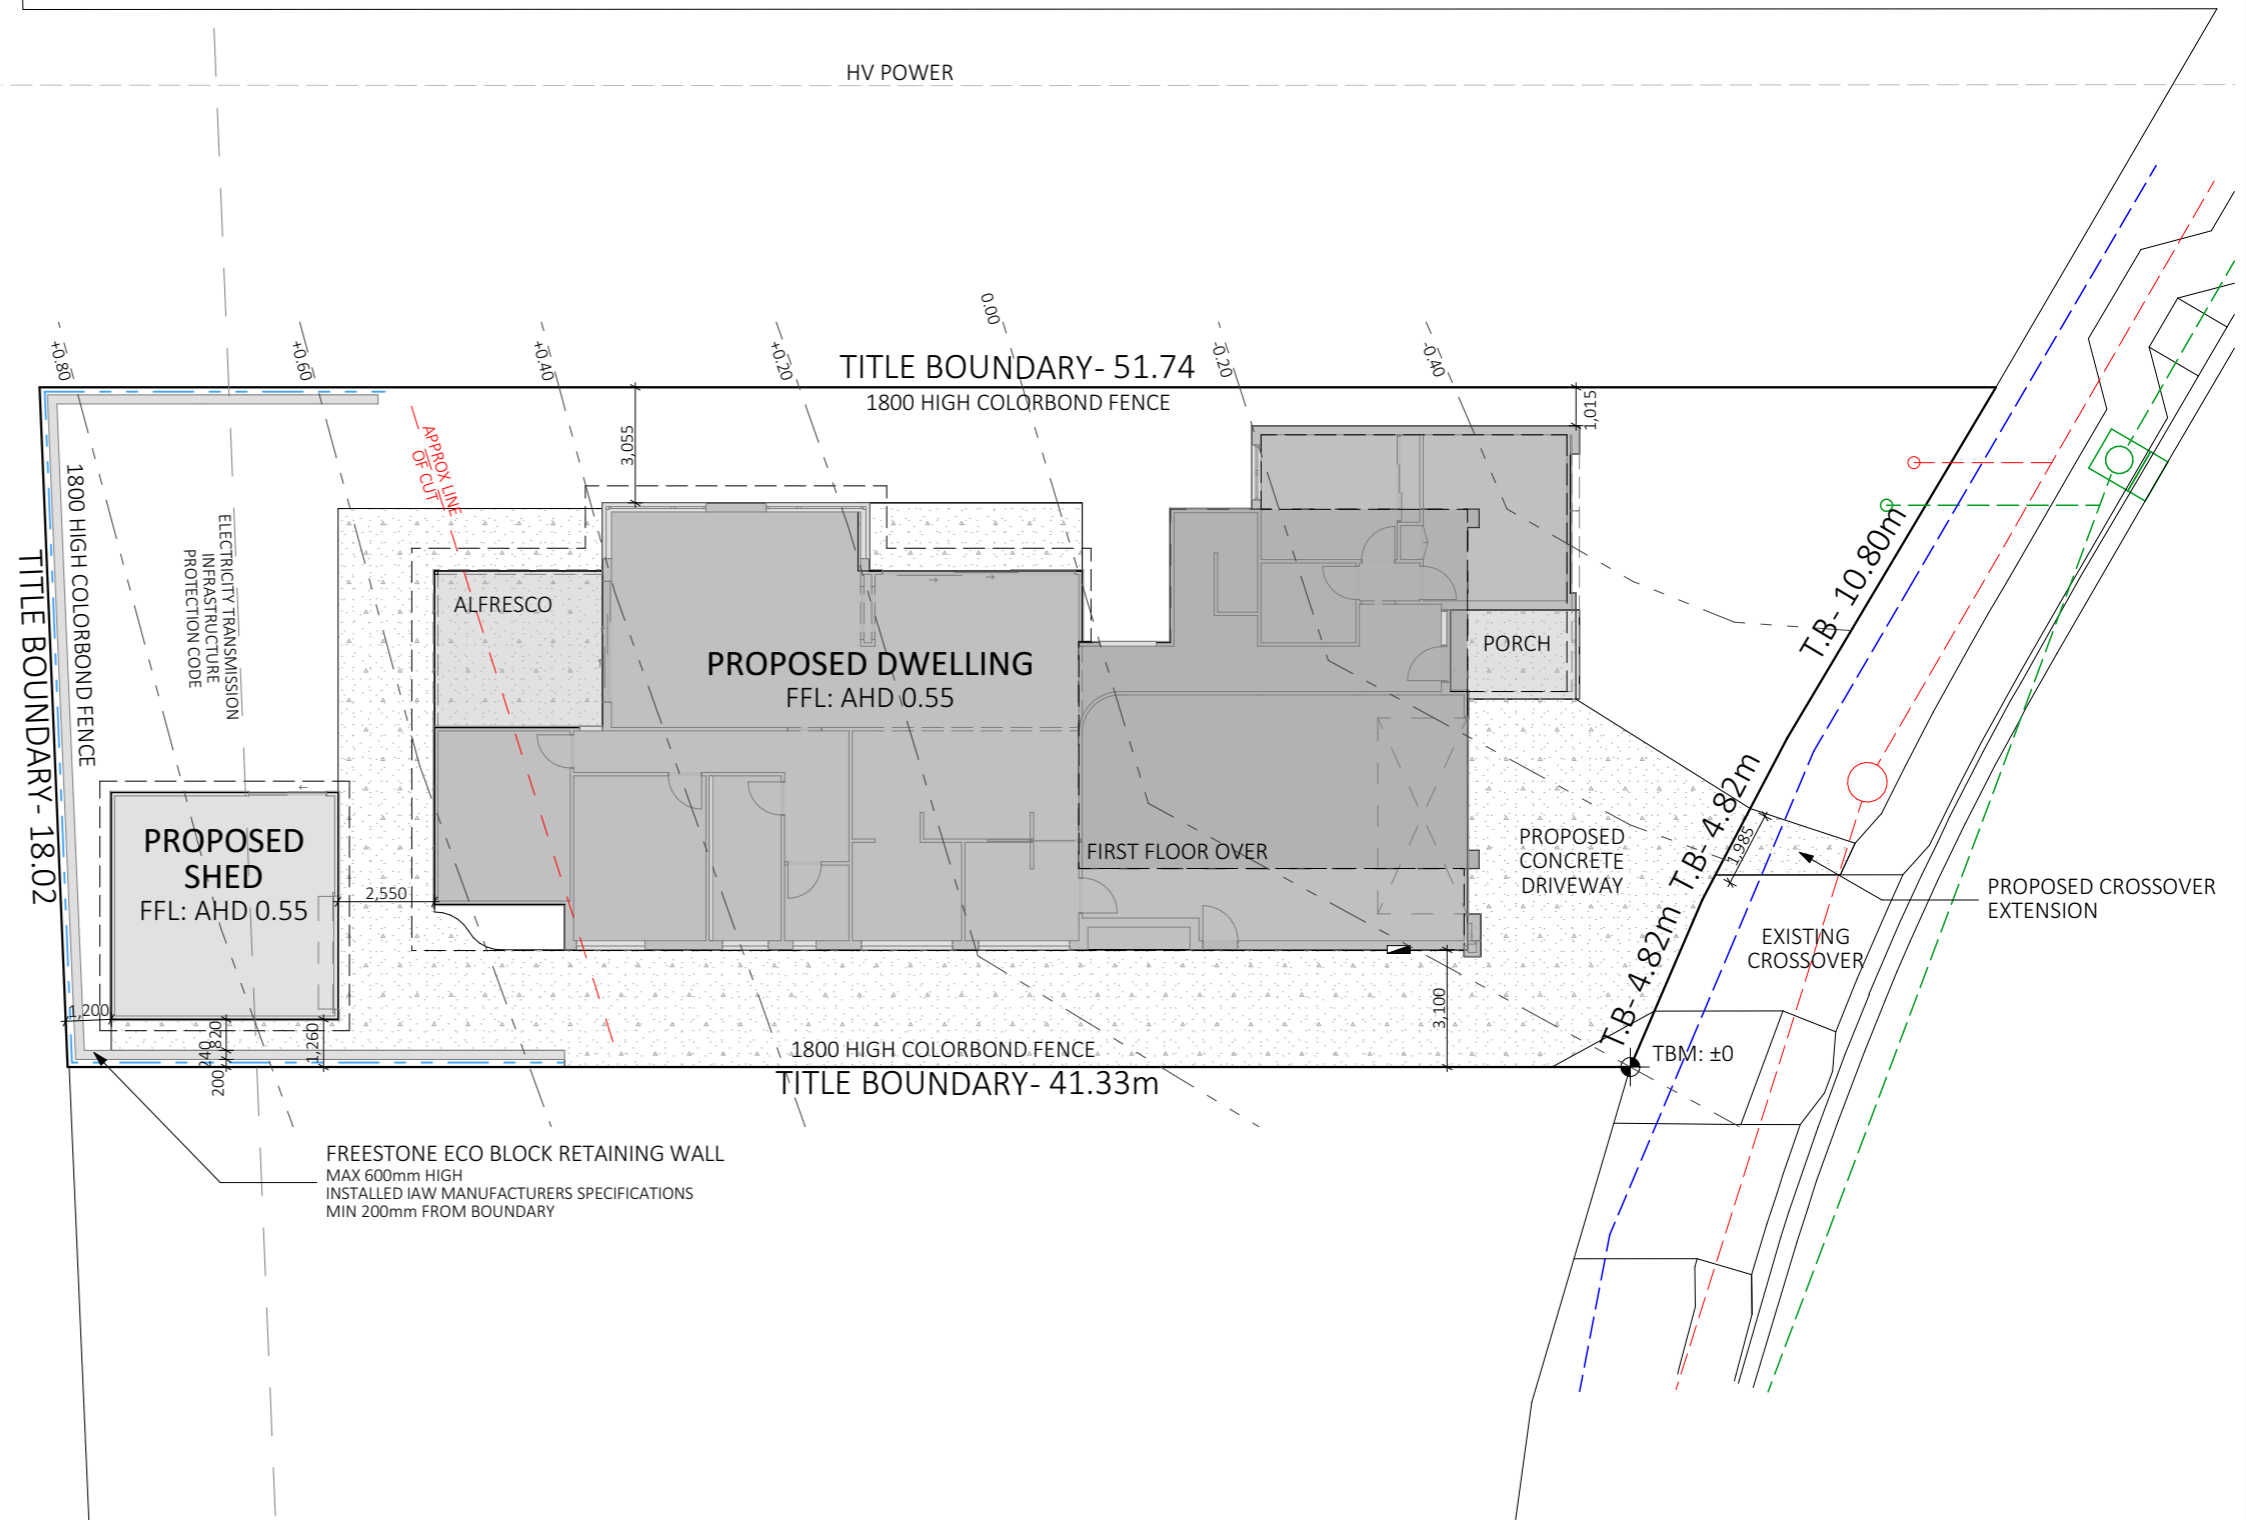 HV POWER
0.00
+0.80
+0.60
+0.40
+0.20
-0.20
-0.40
TITLE BOUNDARY- 51.74
1800 HIGH COLORBOND FENCE
1,015
3,055
APPROX LINE
OF CUT
1800 HIGH COLORBOND FENCE
ELECTRICITY TRANSMISSION
INFRASTRUCTURE
PROTECTION CODE
TITLE BOUNDARY- 18.02
ALFRESCO
PROPOSED DWELLING
FFL: AHD 0.55
PORCH
T.B- 10.80m
T.B- 4.82m
T.B- 4.82m
1,985
PROPOSED
SHED
FFL: AHD 0.55
2,550
FIRST FLOOR OVER
PROPOSED
CONCRETE
DRIVEWAY
PROPOSED CROSSOVER
EXTENSION
EXISTING
CROSSOVER
1,200
820
240
200
1,260
3,100
1800 HIGH COLORBOND FENCE
TITLE BOUNDARY- 41.33m
TBM: ±0
FREESTONE ECO BLOCK RETAINING WALL
MAX 600mm HIGH
INSTALLED IAW MANUFACTURERS SPECIFICATIONS
MIN 200mm FROM BOUNDARY